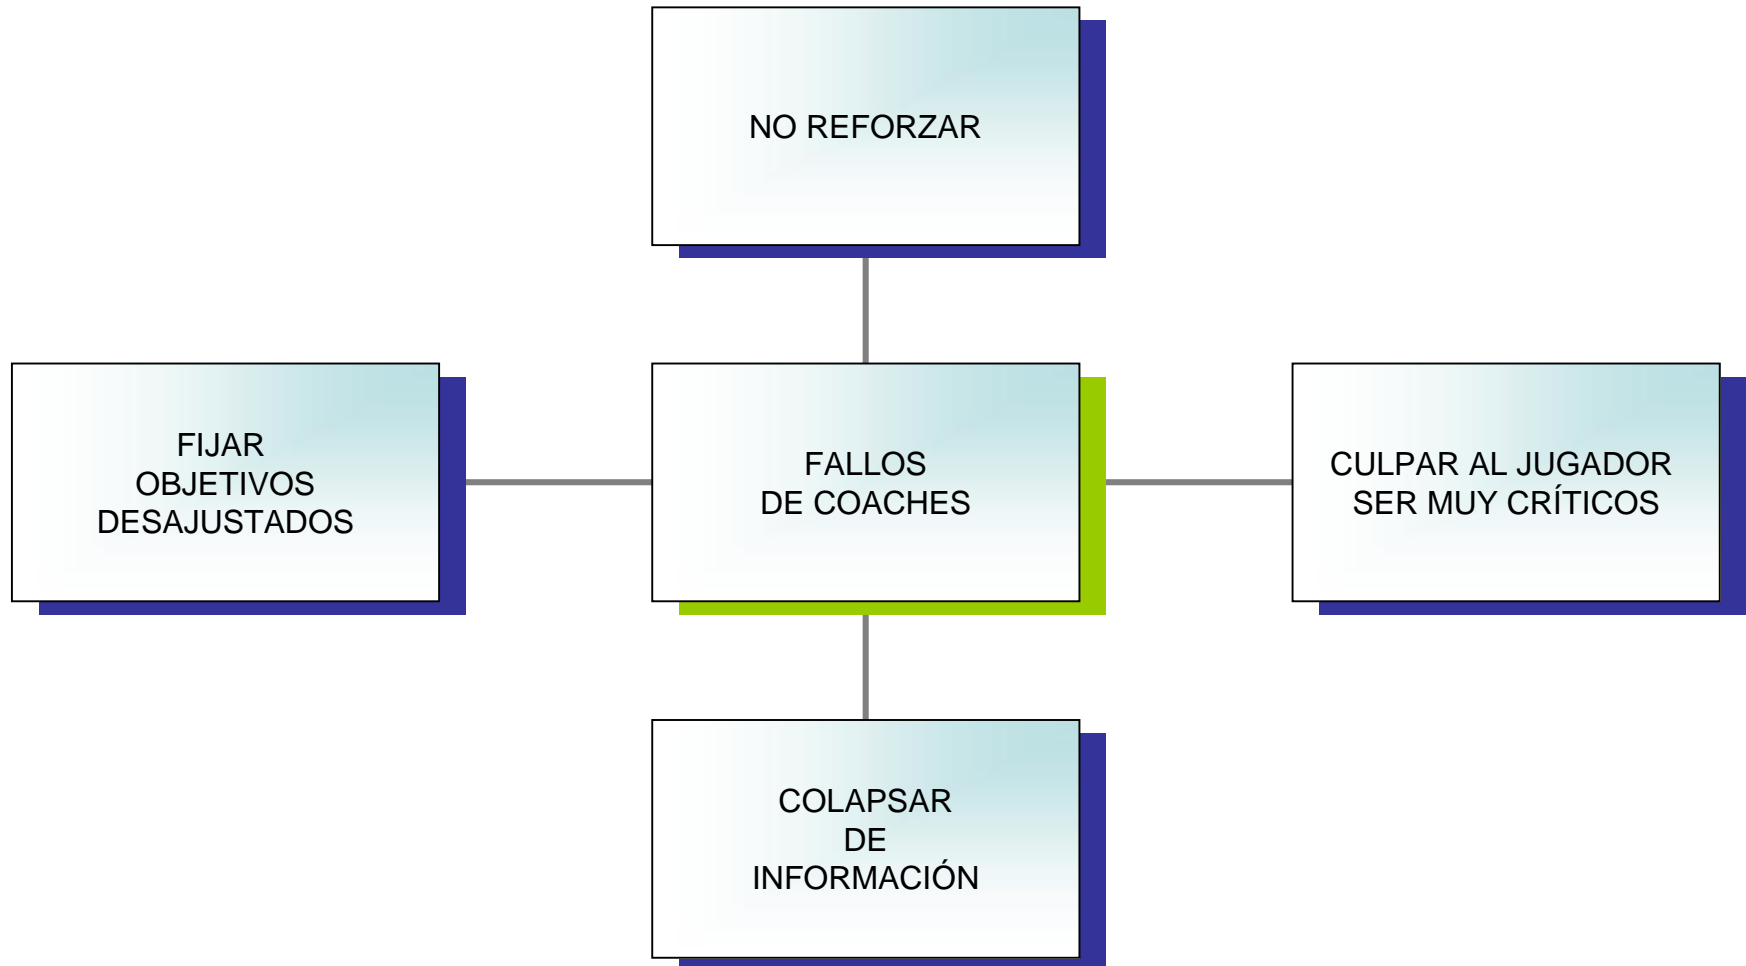 NO REFORZAR
FIJAR
OBJETIVOS
DESAJUSTADOS
FALLOS
DE COACHES
CULPAR AL JUGADOR
SER MUY CRÍTICOS
COLAPSAR
DE
INFORMACIÓN